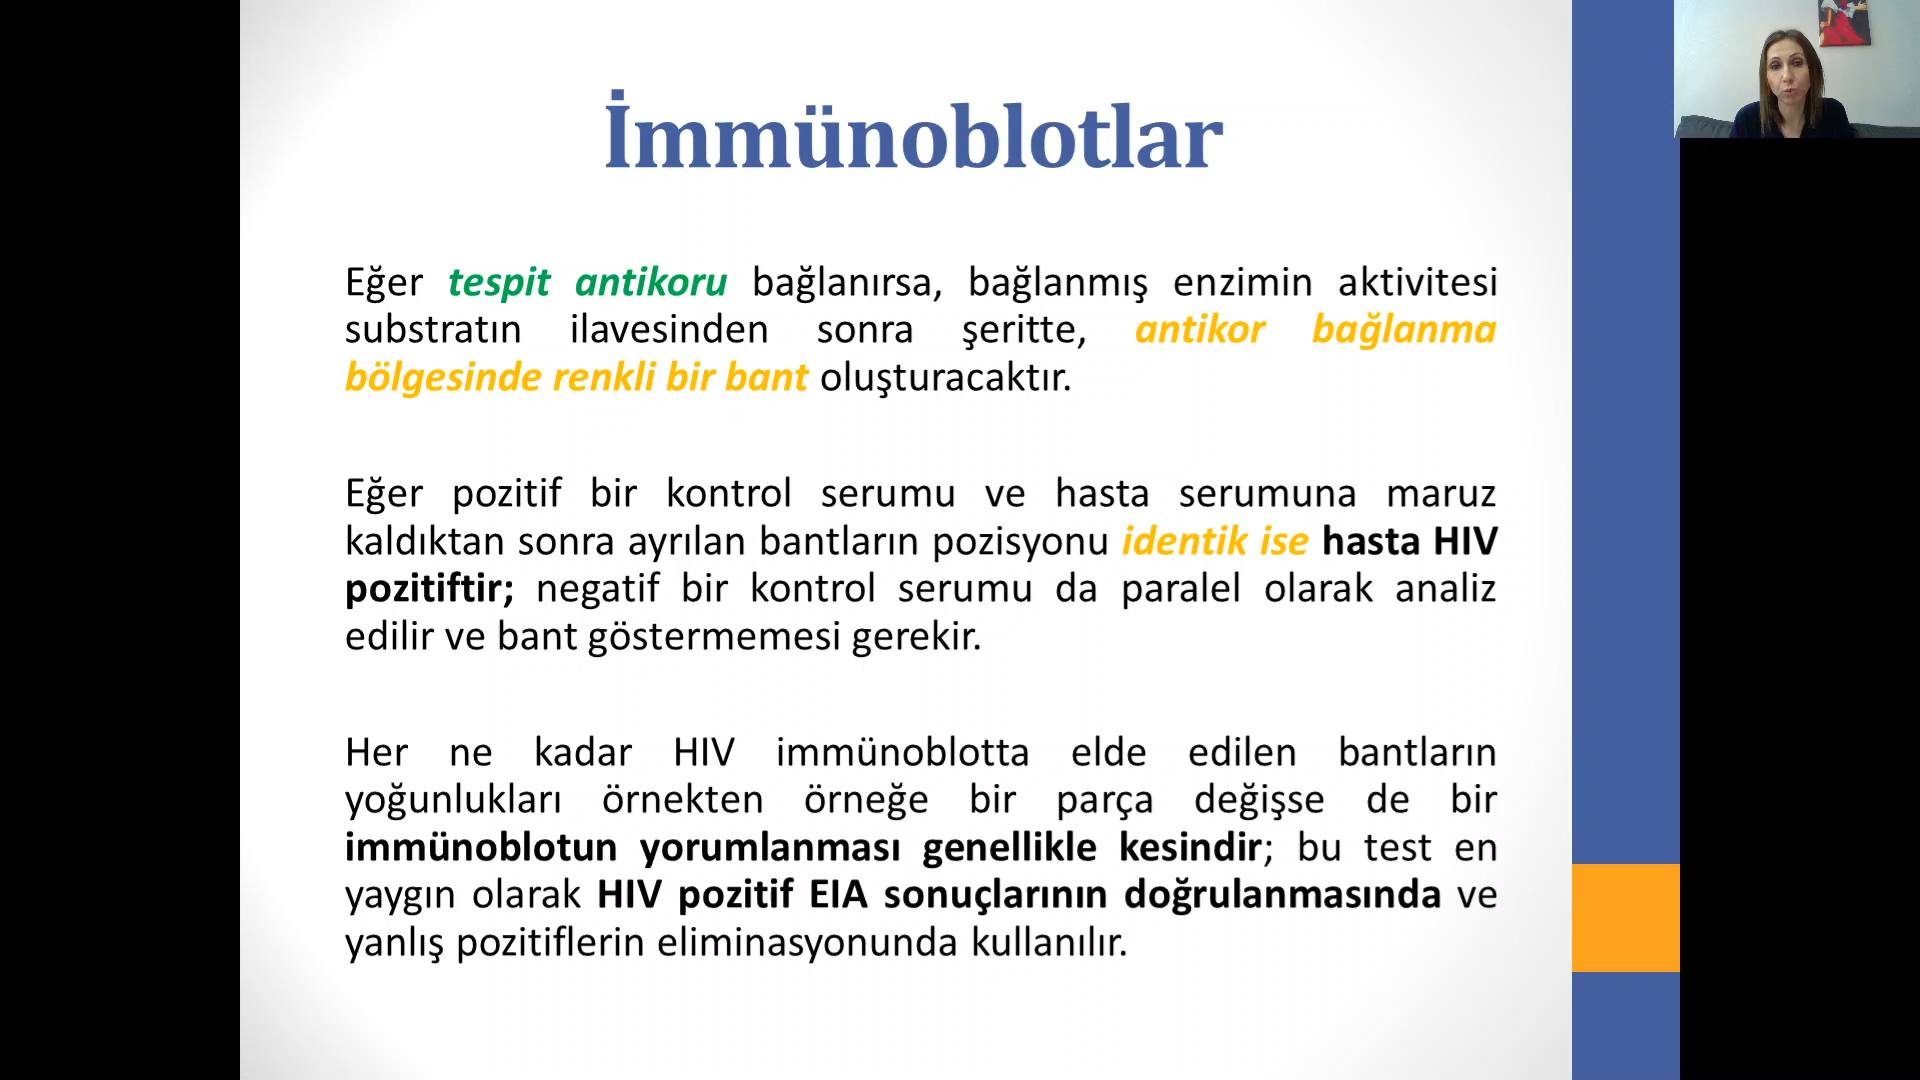 İmmünoblotlar
Eğer tespit antikoru bağlanırsa, bağlanmış enzimin aktivitesi
substratın ilavesinden sonra şeritte, antikor bağlanma
bölgesinde renkli bir bant oluşturacaktır.
Eğer pozitif bir kontrol serumu ve hasta serumuna maruz
kaldıktan sonra ayrılan bantların pozisyonu identik ise hasta HIV
pozitiftir; negatif bir kontrol serumu da paralel olarak analiz
edilir ve bant göstermemesi gerekir.
Her ne kadar HIV immünoblotta elde edilen bantların
yoğunlukları örnekten örneğe bir parça değişse de bir
immünoblotun yorumlanması genellikle kesindir; bu test en
yaygın olarak HIV pozitif EIA sonuçlarının doğrulanmasında ve
yanlış pozitiflerin eliminasyonunda kullanılır.